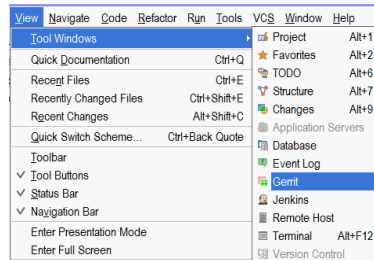 View Navigate Code Refactor Run Tools VCS Window Help
Tool Windows
Quick Documentation Ctrl+Q
Recent Files Ctrl+E
Recently Changed Files Ctrl+Shift+E
Recent Changes Alt+Shift+C
Quick Switch Scheme... Ctrl+Back Quote
Toolbar
Tool Buttons
Status Bar
Navigation Bar
Enter Presentation Mode
Enter Full Screen
Project Alt+1
Favorites Alt+2
TODO Alt+6
Structure Alt+7
Changes Alt+9
Application Servers
Database
Event Log
Gerrit
Jenkins
Remote Host
Terminal Alt+F12
Version Control